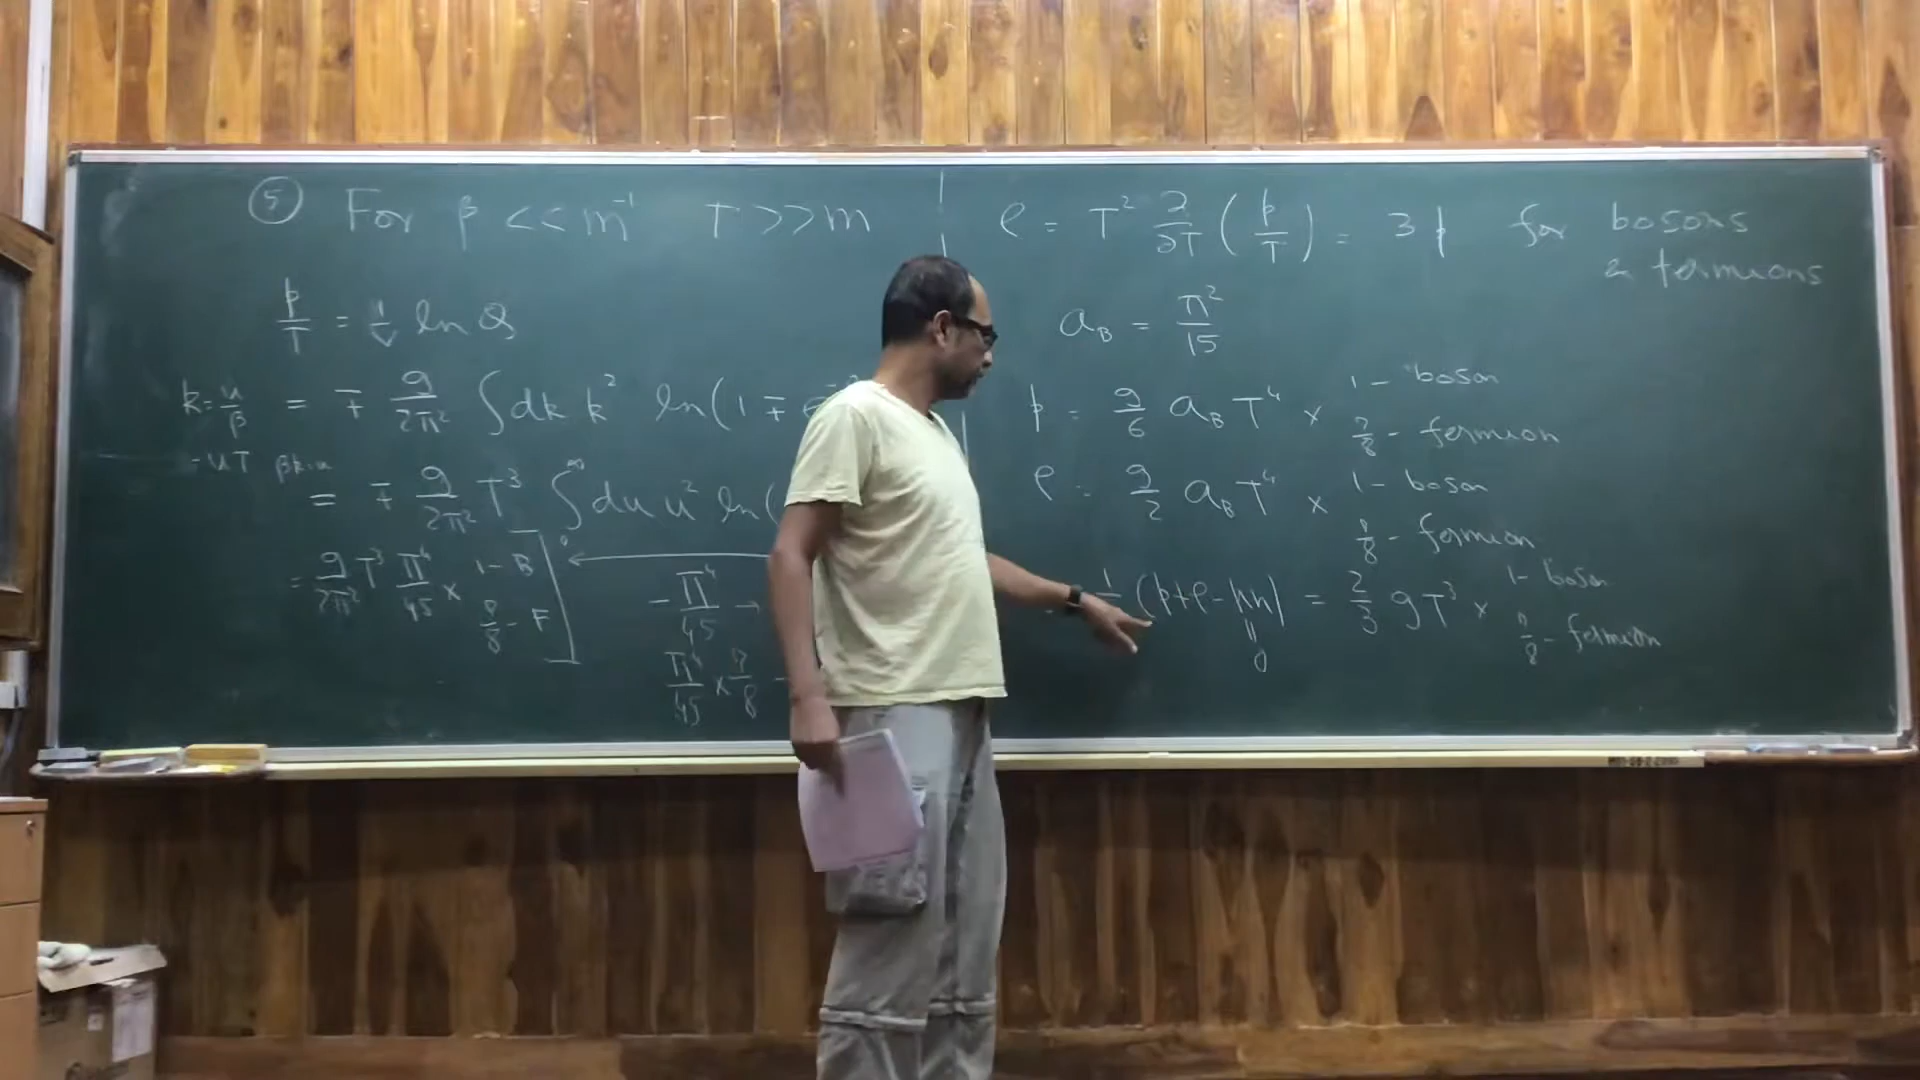 ⑤ For β << m⁻¹ T >> m
p/T = 1/V ln Q
k = u/β = ∓ g/2π² ∫ dk k² ln(1 ∓ e
-uT βk=u
= ∓ g/2π² T³ ∫₀^∞ du u² ln(
= g/2π² T³ π⁴/45 × 1 - B
7/8 - F
- π⁴/45 →
π⁴/45 × 7/8 -
ρ = T² ∂/∂T (p/T) = 3p for bosons
& fermions
a_B = π²/15
p = g/6 a_B T⁴ × 1 - boson
7/8 - fermion
ρ = g/2 a_B T⁴ × 1 - boson
7/8 - fermion
(p+ρ-μn) = 2/3 g T³ × 1 - boson
7/8 - fermion
0